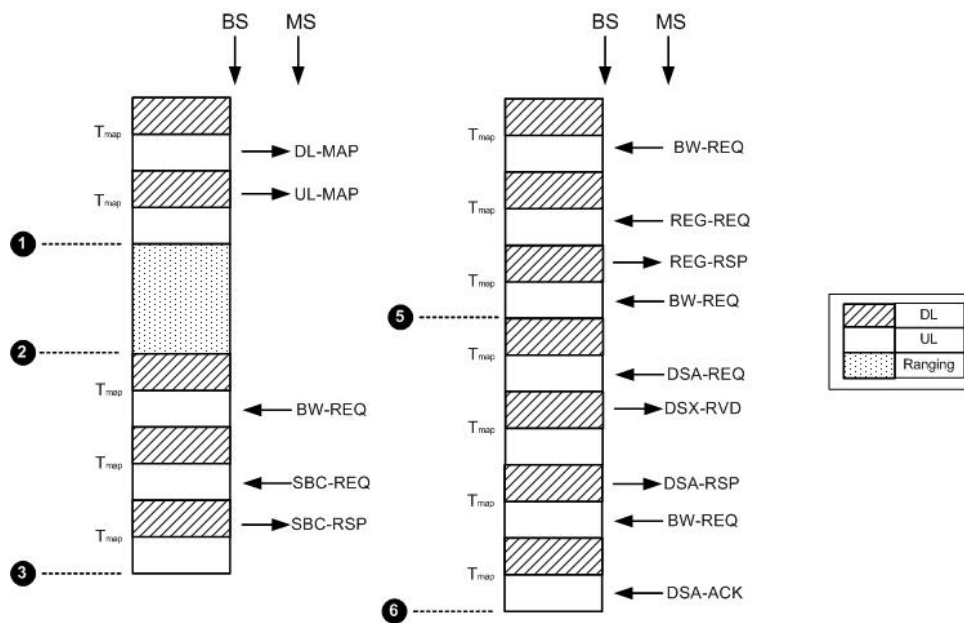 BS MS
Tmap
DL-MAP
Tmap
UL-MAP
1
2
Tmap
BW-REQ
Tmap
SBC-REQ
SBC-RSP
Tmap
3
BS MS
Tmap
BW-REQ
Tmap
REG-REQ
REG-RSP
Tmap
BW-REQ
5
Tmap
DSA-REQ
DSX-RVD
Tmap
DSA-RSP
Tmap
BW-REQ
Tmap
DSA-ACK
6
DL
UL
Ranging